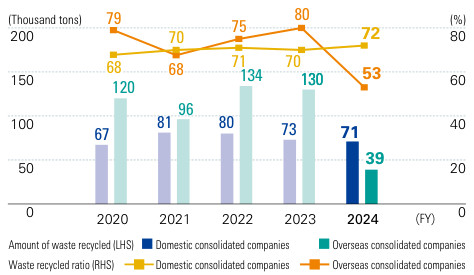 (Thousand tons) (%)
200 80
79 70 75 80 72
68 68 71 70 53
150 60
120 96 134 130
100 40
67 81 80 73 71 39
50 20
0 0
2020 2021 2022 2023 2024 (FY)
Amount of waste recycled (LHS) Domestic consolidated companies Overseas consolidated companies
Waste recycled ratio (RHS) Domestic consolidated companies Overseas consolidated companies